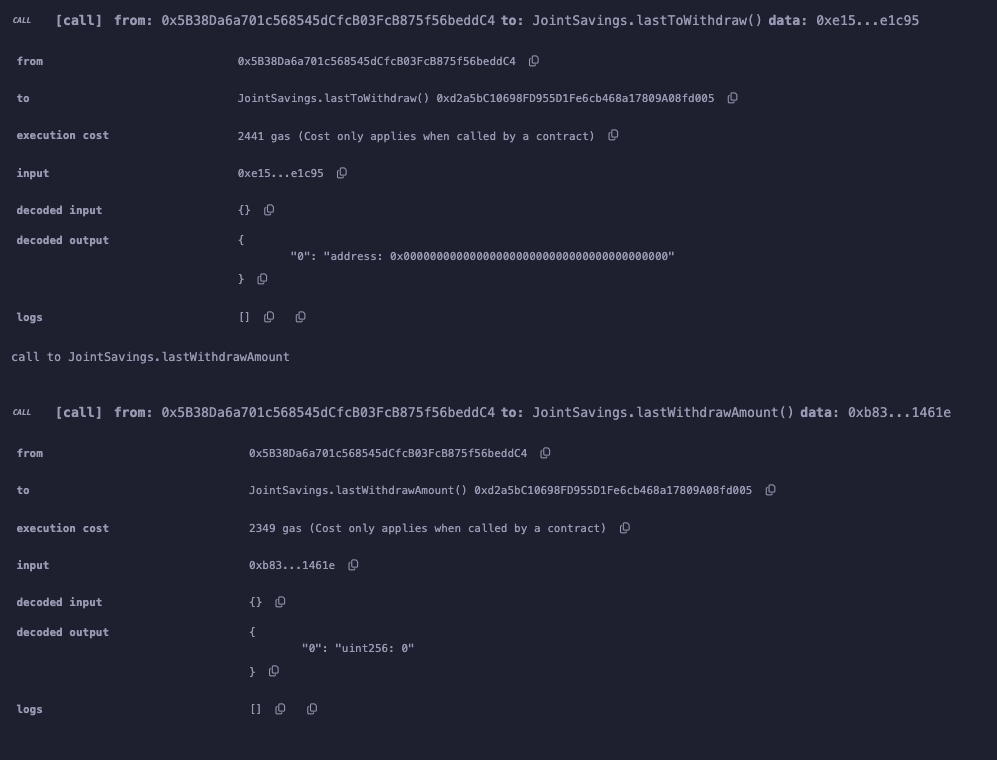 CALL [call] from: 0x5B38Da6a701c568545dCfcB03FcB875f56beddC4 to: JointSavings.lastToWithdraw() data: 0xe15...e1c95
from 0x5B38Da6a701c568545dCfcB03FcB875f56beddC4
to JointSavings.lastToWithdraw() 0xd2a5bC10698FD955D1Fe6cb468a17809A08fd005
execution cost 2441 gas (Cost only applies when called by a contract)
input 0xe15...e1c95
decoded input {}
decoded output {
"0": "address: 0x0000000000000000000000000000000000000000"
}
logs []
call to JointSavings.lastWithdrawAmount
CALL [call] from: 0x5B38Da6a701c568545dCfcB03FcB875f56beddC4 to: JointSavings.lastWithdrawAmount() data: 0xb83...1461e
from 0x5B38Da6a701c568545dCfcB03FcB875f56beddC4
to JointSavings.lastWithdrawAmount() 0xd2a5bC10698FD955D1Fe6cb468a17809A08fd005
execution cost 2349 gas (Cost only applies when called by a contract)
input 0xb83...1461e
decoded input {}
decoded output {
"0": "uint256: 0"
}
logs []